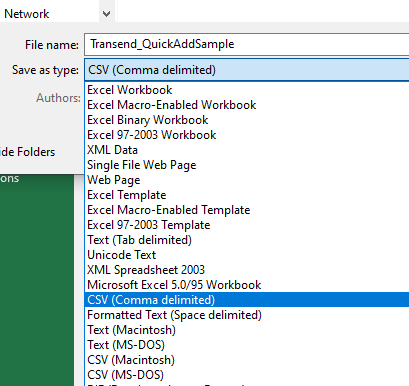 Network
File name: Transend_QuickAddSample
Save as type: CSV (Comma delimited)
Authors:
Excel Workbook
Excel Macro-Enabled Workbook
Excel Binary Workbook
Excel 97-2003 Workbook
XML Data
Single File Web Page
Web Page
Excel Template
Excel Macro-Enabled Template
Excel 97-2003 Template
Text (Tab delimited)
Unicode Text
XML Spreadsheet 2003
Microsoft Excel 5.0/95 Workbook
CSV (Comma delimited)
Formatted Text (Space delimited)
Text (Macintosh)
Text (MS-DOS)
CSV (Macintosh)
CSV (MS-DOS)
de Folders
ons